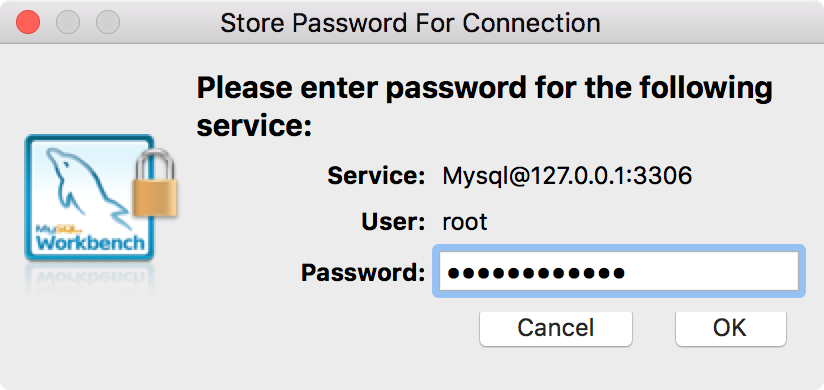 Store Password For Connection
Please enter password for the following
service:
Service: Mysql@127.0.0.1:3306
User: root
Password: ●●●●●●●●●●●●
MySQL
Workbench
Cancel OK